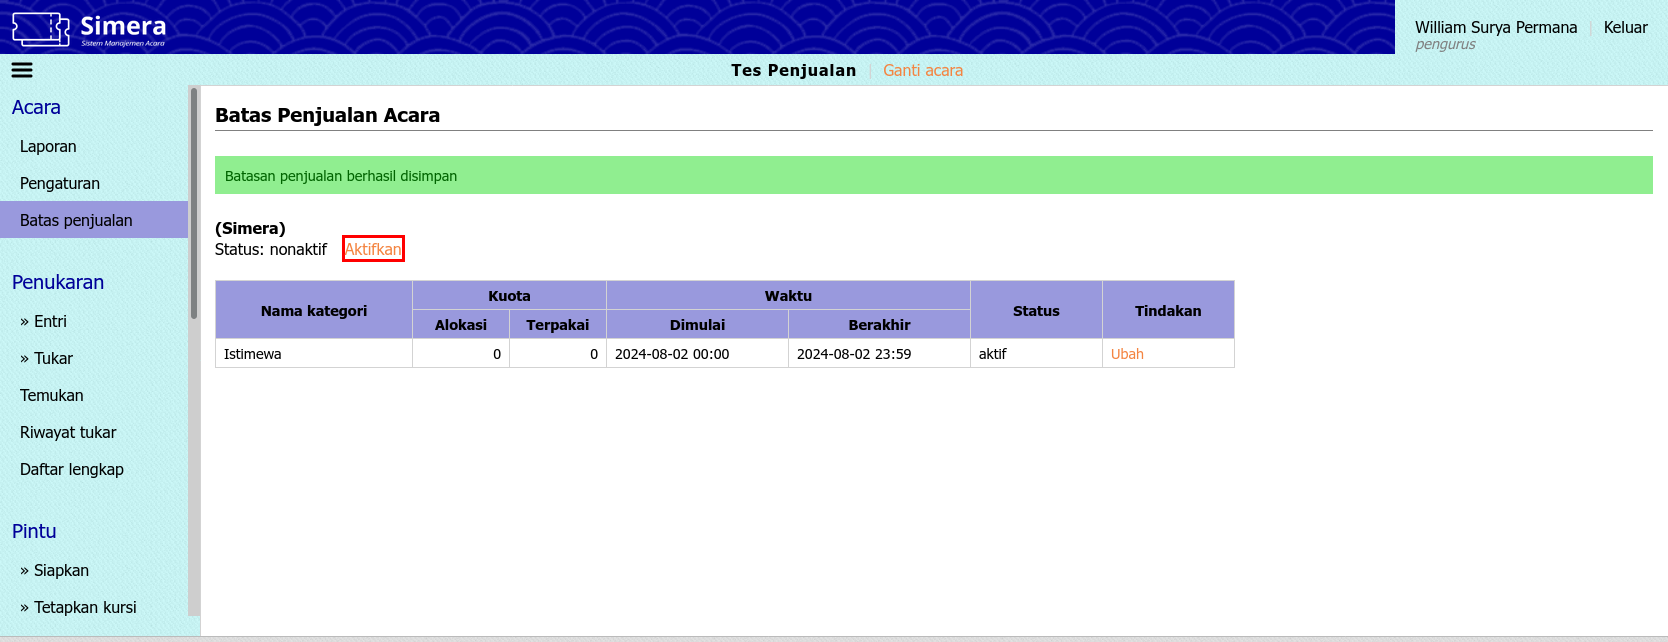 Simera
Sistem Manajemen Acara
William Surya Permana | Keluar
pengurus
Tes Penjualan | Ganti acara
Acara
Laporan
Pengaturan
Batas penjualan
Penukaran
» Entri
» Tukar
Temukan
Riwayat tukar
Daftar lengkap
Pintu
» Siapkan
» Tetapkan kursi
Batas Penjualan Acara
Batasan penjualan berhasil disimpan
(Simera)
Status: nonaktif Aktifkan
Nama kategori Kuota Waktu Status Tindakan
Alokasi Terpakai Dimulai Berakhir
Istimewa 0 0 2024-08-02 00:00 2024-08-02 23:59 aktif Ubah